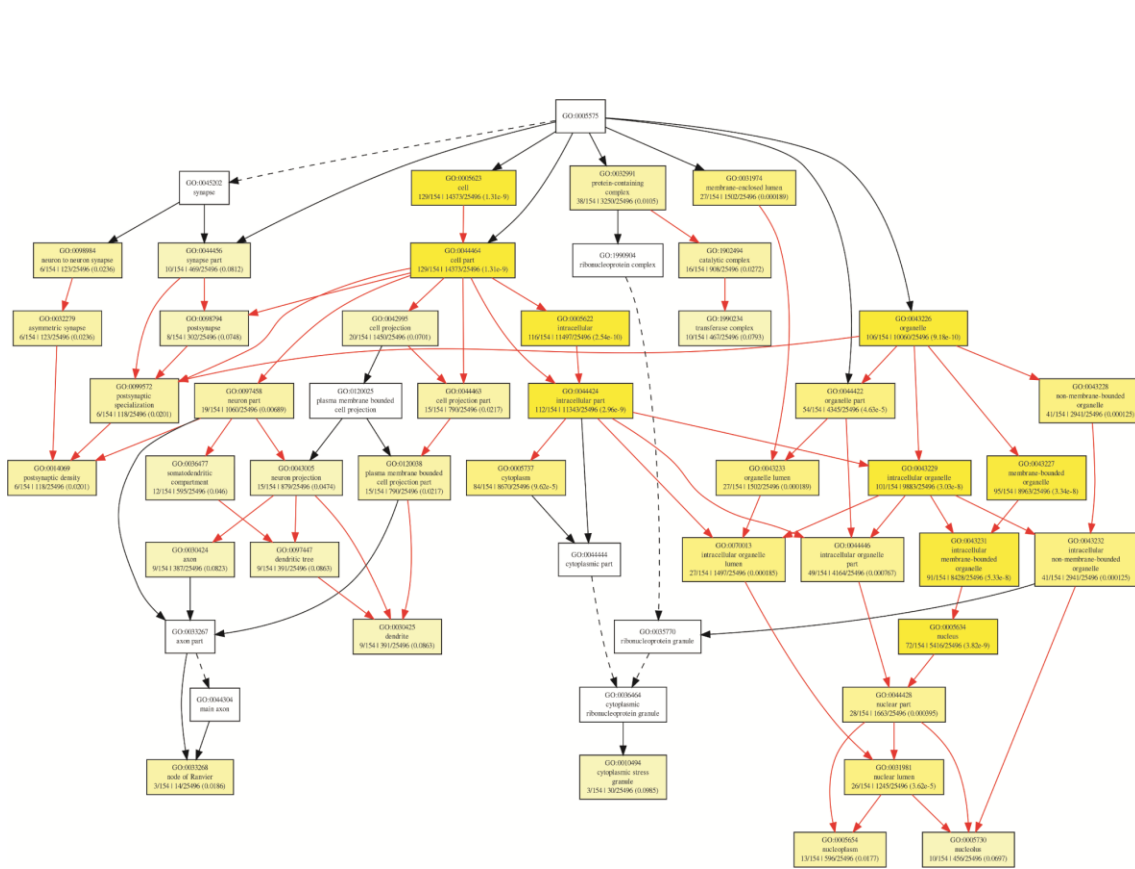 GO:0005575
GO:0045202
synapse
GO:0005623
cell
129/154 | 14373/25496 (1.31e-9)
GO:0032991
protein-containing
complex
38/154 | 3250/25496 (0.0105)
GO:0031974
membrane-enclosed lumen
27/154 | 1502/25496 (0.000189)
GO:0098984
neuron to neuron synapse
6/154 | 123/25496 (0.0236)
GO:0044456
synapse part
10/154 | 469/25496 (0.0812)
GO:0044464
cell part
129/154 | 14373/25496 (1.31e-9)
GO:1990904
ribonucleoprotein complex
GO:1902494
catalytic complex
16/154 | 908/25496 (0.0272)
GO:0032279
asymmetric synapse
6/154 | 123/25496 (0.0236)
GO:0098794
postsynapse
8/154 | 302/25496 (0.0748)
GO:0042995
cell projection
20/154 | 1450/25496 (0.0701)
GO:0005622
intracellular
116/154 | 11497/25496 (2.54e-10)
GO:1990234
transferase complex
10/154 | 467/25496 (0.0793)
GO:0043226
organelle
106/154 | 10060/25496 (9.18e-10)
GO:0099572
postsynaptic
specialization
6/154 | 118/25496 (0.0201)
GO:0097458
neuron part
19/154 | 1060/25496 (0.00689)
GO:0120025
plasma membrane bounded
cell projection
GO:0044463
cell projection part
15/154 | 790/25496 (0.0217)
GO:0044424
intracellular part
112/154 | 11343/25496 (2.96e-9)
GO:0044422
organelle part
54/154 | 4345/25496 (4.63e-5)
GO:0043228
non-membrane-bounded
organelle
41/154 | 2941/25496 (0.000125)
GO:0014069
postsynaptic density
6/154 | 118/25496 (0.0201)
GO:0036477
somatodendritic
compartment
12/154 | 595/25496 (0.046)
GO:0043005
neuron projection
15/154 | 879/25496 (0.0474)
GO:0120038
plasma membrane bounded
cell projection part
15/154 | 790/25496 (0.0217)
GO:0005737
cytoplasm
84/154 | 8670/25496 (9.62e-5)
GO:0043233
organelle lumen
27/154 | 1502/25496 (0.000189)
GO:0043229
intracellular organelle
101/154 | 9883/25496 (3.03e-8)
GO:0043227
membrane-bounded
organelle
95/154 | 8963/25496 (3.34e-8)
GO:0030424
axon
9/154 | 387/25496 (0.0823)
GO:0097447
dendritic tree
9/154 | 391/25496 (0.0863)
GO:0044444
cytoplasmic part
GO:0070013
intracellular organelle
lumen
27/154 | 1497/25496 (0.000185)
GO:0044446
intracellular organelle
part
49/154 | 4164/25496 (0.000767)
GO:0043231
intracellular
membrane-bounded
organelle
91/154 | 8428/25496 (5.33e-8)
GO:0043232
intracellular
non-membrane-bounded
organelle
41/154 | 2941/25496 (0.000125)
GO:0033267
axon part
GO:0030425
dendrite
9/154 | 391/25496 (0.0863)
GO:0035770
ribonucleoprotein granule
GO:0005634
nucleus
72/154 | 5416/25496 (3.82e-9)
GO:0044304
main axon
GO:0036464
cytoplasmic
ribonucleoprotein granule
GO:0044428
nuclear part
28/154 | 1663/25496 (0.000395)
GO:0033268
node of Ranvier
3/154 | 14/25496 (0.0186)
GO:0010494
cytoplasmic stress
granule
3/154 | 30/25496 (0.0985)
GO:0031981
nuclear lumen
26/154 | 1245/25496 (3.62e-5)
GO:0005654
nucleoplasm
13/154 | 596/25496 (0.0177)
GO:0005730
nucleolus
10/154 | 456/25496 (0.0697)